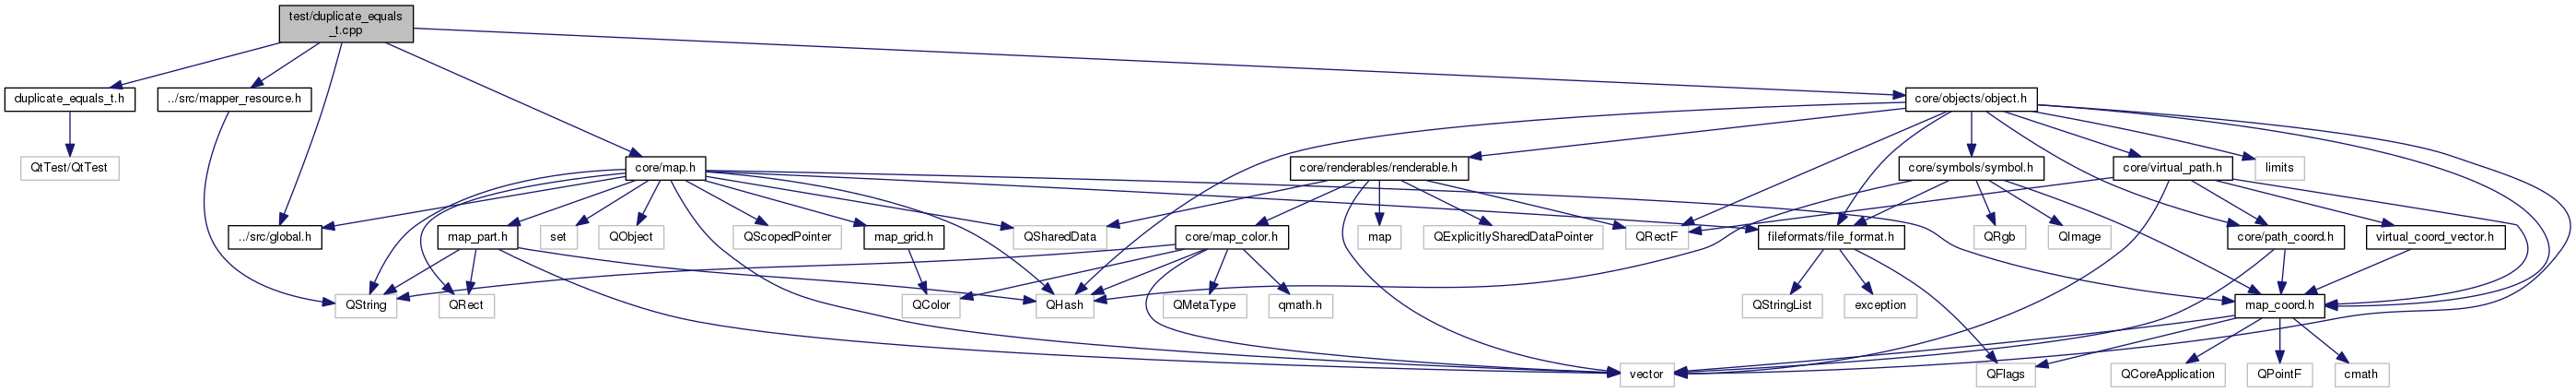 test/duplicate_equals
_t.cpp
duplicate_equals_t.h
../src/mapper_resource.h
core/objects/object.h
QtTest/QtTest
core/map.h
core/renderables/renderable.h
core/symbols/symbol.h
core/virtual_path.h
limits
../src/global.h
map_part.h
set
QObject
QScopedPointer
map_grid.h
QSharedData
core/map_color.h
map
QExplicitlySharedDataPointer
QRectF
fileformats/file_format.h
QRgb
QImage
core/path_coord.h
virtual_coord_vector.h
QString
QRect
QColor
QHash
QMetaType
qmath.h
QStringList
exception
map_coord.h
vector
QFlags
QCoreApplication
QPointF
cmath